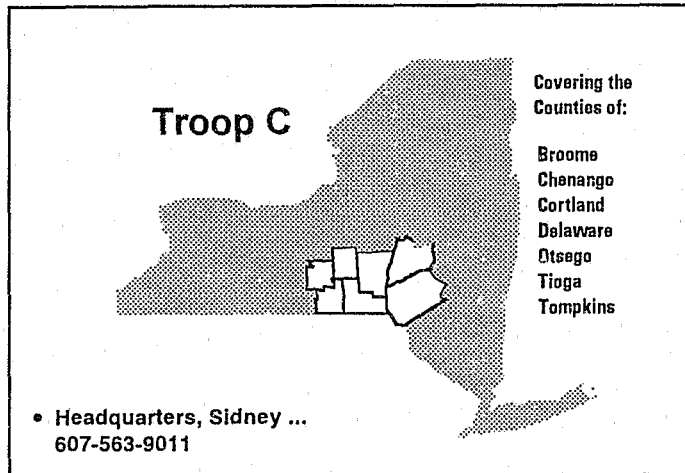 Troop C
Covering the
Counties of:
Broome
Chenango
Cortland
Delaware
Otsego
Tioga
Tompkins
• Headquarters, Sidney ...
607-563-9011